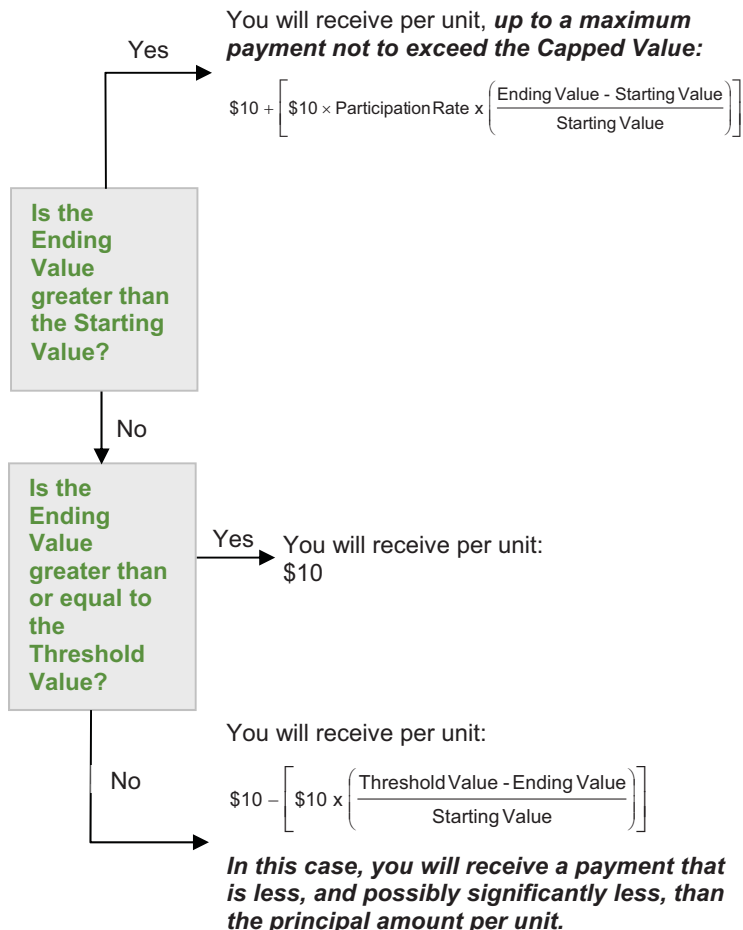 You will receive per unit, up to a maximum
payment not to exceed the Capped Value:
Yes
$10 + [ $10 × Participation Rate x ( Ending Value - Starting Value
Starting Value ) ]
Is the
Ending
Value
greater than
the Starting
Value?
No
Is the
Ending
Value
greater than
or equal to
the
Threshold
Value?
Yes
You will receive per unit:
$10
No
You will receive per unit:
$10 − [ $10 x ( Threshold Value - Ending Value
Starting Value ) ]
In this case, you will receive a payment that
is less, and possibly significantly less, than
the principal amount per unit.